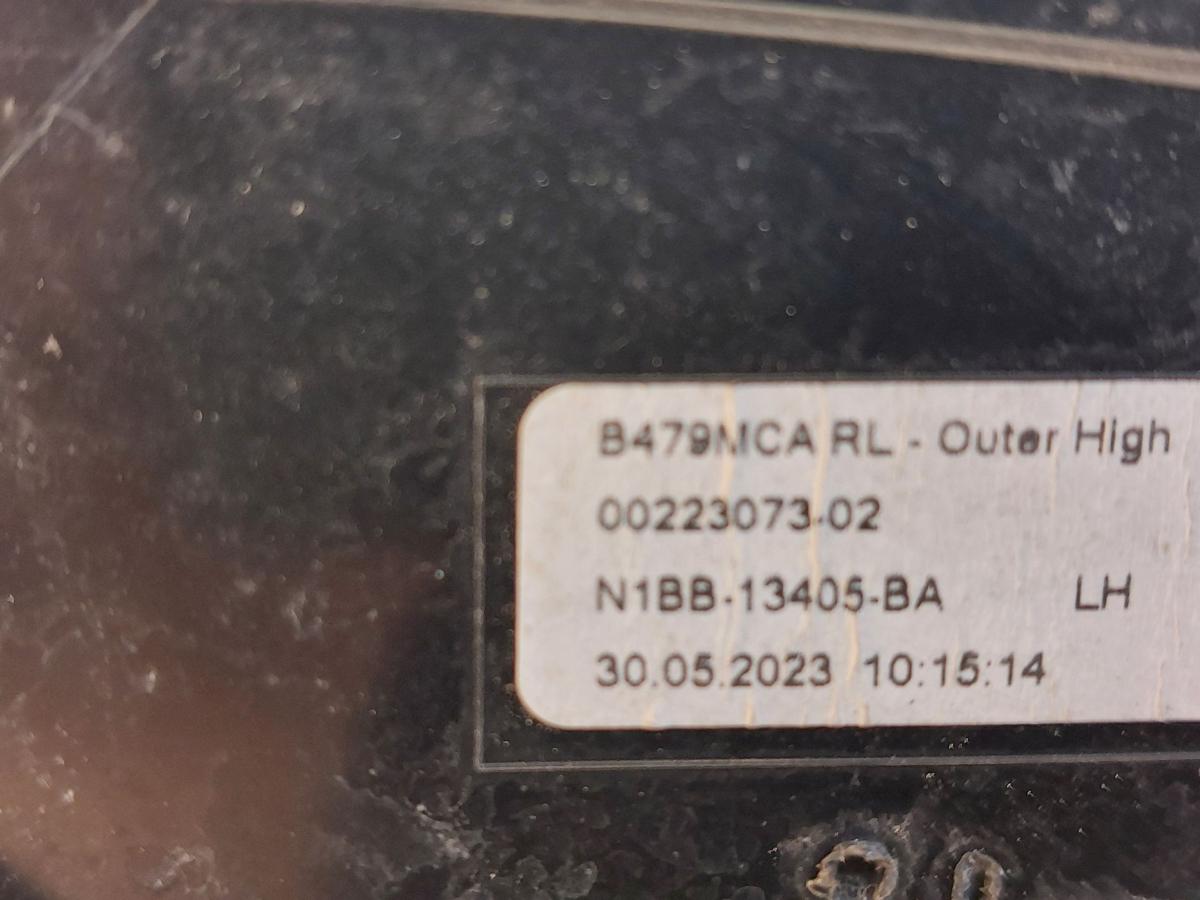 B479MCA RL - Outer High
00223073-02
N1BB-13405-BA LH
30.05.2023 10:15:14